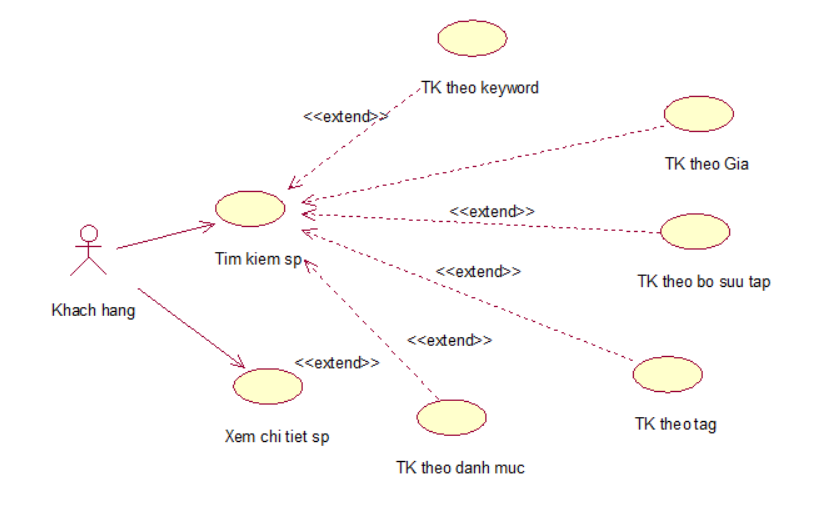 TK theo keyword
<<extend>>
TK theo Gia
<<extend>>
Tim kiem sp
<<extend>>
TK theo bo suu tap
Khach hang
<<extend>>
<<extend>>
Xem chi tiet sp
TK theo tag
TK theo danh muc